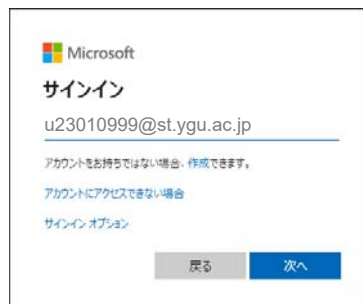 Microsoft
サインイン
u23010999@st.ygu.ac.jp
アカウントをお持ちではない場合、作成できます。
アカウントにアクセスできない場合
サインイン オプション
戻る 次へ